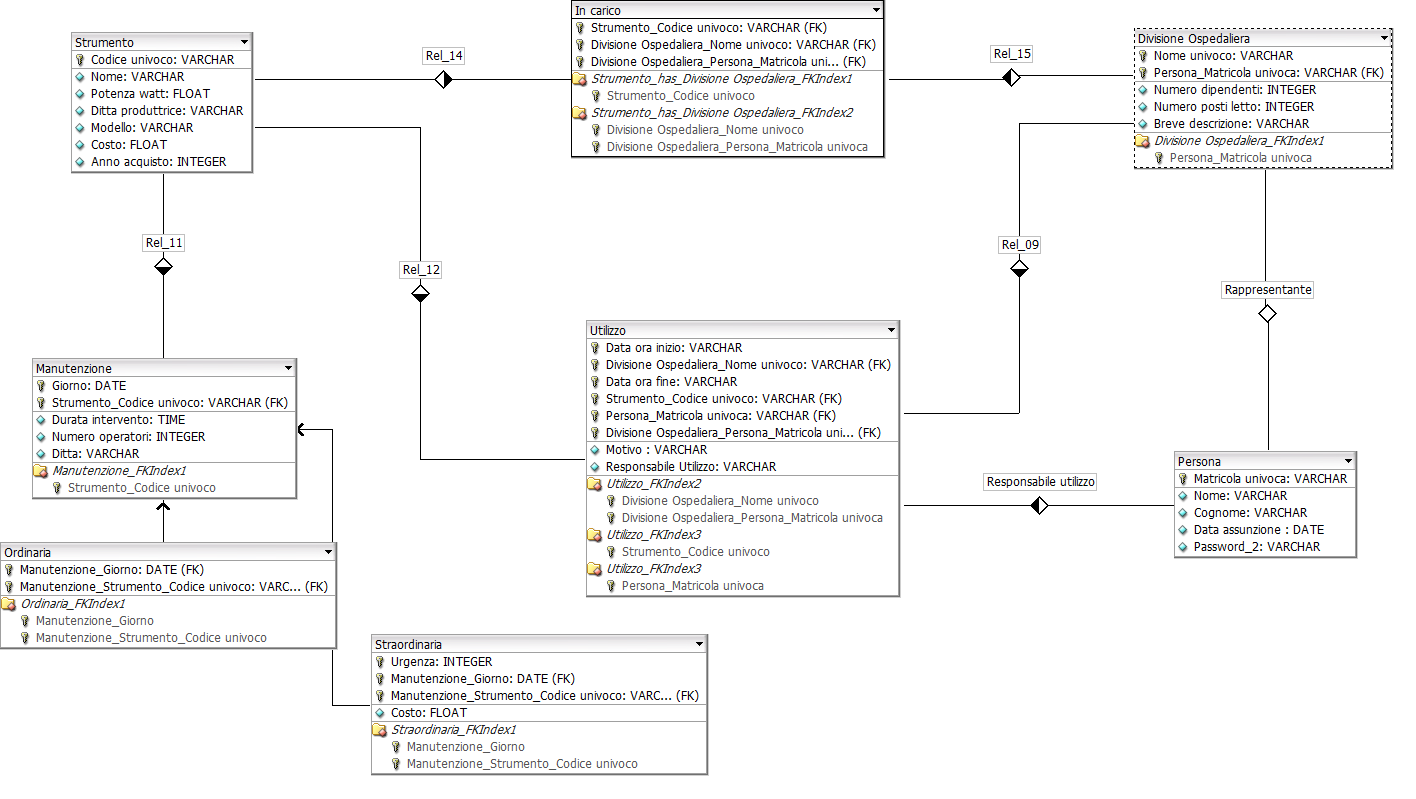 Strumento
Codice univoco: VARCHAR
Nome: VARCHAR
Potenza watt: FLOAT
Ditta produttrice: VARCHAR
Modello: VARCHAR
Costo: FLOAT
Anno acquisto: INTEGER
Rel_14
In carico
Strumento_Codice univoco: VARCHAR (FK)
Divisione Ospedaliera_Nome univoco: VARCHAR (FK)
Divisione Ospedaliera_Persona_Matricola uni... (FK)
Strumento_has_Divisione Ospedaliera_FKIndex1
Strumento_Codice univoco
Strumento_has_Divisione Ospedaliera_FKIndex2
Divisione Ospedaliera_Nome univoco
Divisione Ospedaliera_Persona_Matricola univoca
Rel_15
Divisione Ospedaliera
Nome univoco: VARCHAR
Persona_Matricola univoca: VARCHAR (FK)
Numero dipendenti: INTEGER
Numero posti letto: INTEGER
Breve descrizione: VARCHAR
Divisione Ospedaliera_FKIndex1
Persona_Matricola univoca
Rel_11
Rel_12
Rel_09
Rappresentante
Manutenzione
Giorno: DATE
Strumento_Codice univoco: VARCHAR (FK)
Durata intervento: TIME
Numero operatori: INTEGER
Ditta: VARCHAR
Manutenzione_FKIndex1
Strumento_Codice univoco
Utilizzo
Data ora inizio: VARCHAR
Divisione Ospedaliera_Nome univoco: VARCHAR (FK)
Data ora fine: VARCHAR
Strumento_Codice univoco: VARCHAR (FK)
Persona_Matricola univoca: VARCHAR (FK)
Divisione Ospedaliera_Persona_Matricola uni... (FK)
Motivo : VARCHAR
Responsabile Utilizzo: VARCHAR
Utilizzo_FKIndex2
Divisione Ospedaliera_Nome univoco
Divisione Ospedaliera_Persona_Matricola univoca
Utilizzo_FKIndex3
Strumento_Codice univoco
Utilizzo_FKIndex3
Persona_Matricola univoca
Responsabile utilizzo
Persona
Matricola univoca: VARCHAR
Nome: VARCHAR
Cognome: VARCHAR
Data assunzione : DATE
Password_2: VARCHAR
Ordinaria
Manutenzione_Giorno: DATE (FK)
Manutenzione_Strumento_Codice univoco: VARC... (FK)
Ordinaria_FKIndex1
Manutenzione_Giorno
Manutenzione_Strumento_Codice univoco
Straordinaria
Urgenza: INTEGER
Manutenzione_Giorno: DATE (FK)
Manutenzione_Strumento_Codice univoco: VARC... (FK)
Costo: FLOAT
Straordinaria_FKIndex1
Manutenzione_Giorno
Manutenzione_Strumento_Codice univoco